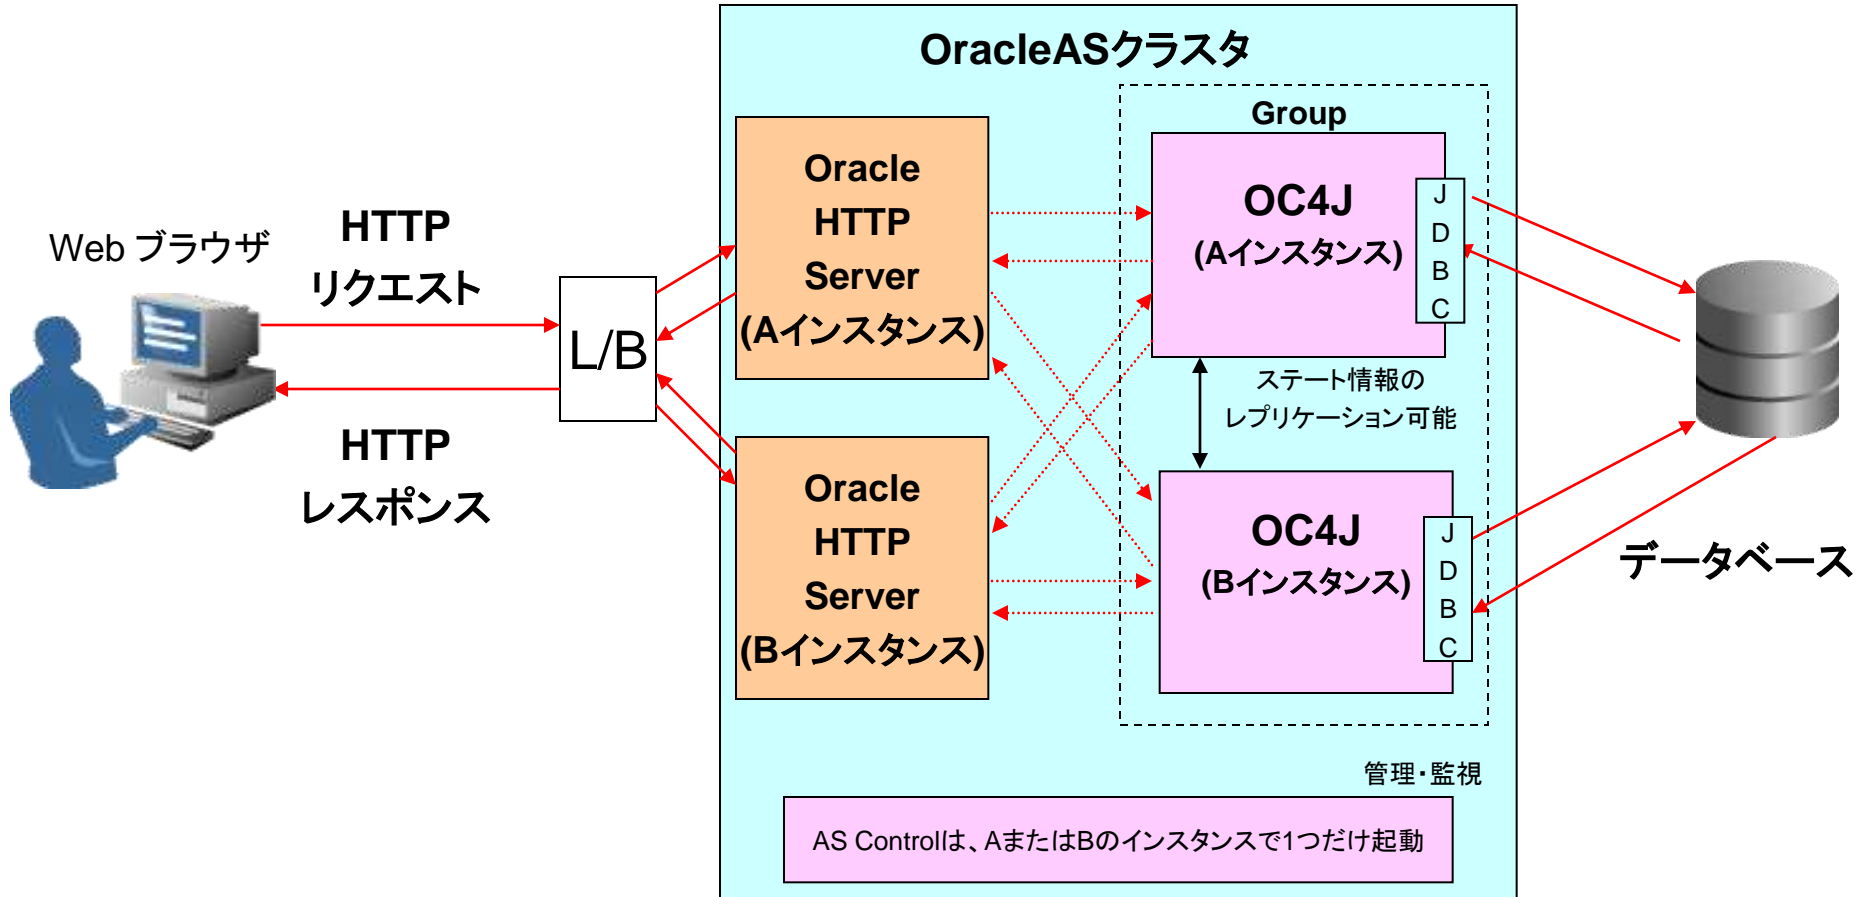 OracleASクラスタ
Web ブラウザ
HTTP
リクエスト
HTTP
レスポンス
L/B
Oracle
HTTP
Server
(Aインスタンス)
Oracle
HTTP
Server
(Bインスタンス)
Group
OC4J
(Aインスタンス)
J
D
B
C
ステート情報の
レプリケーション可能
OC4J
(Bインスタンス)
J
D
B
C
データベース
管理・監視
AS Controlは、AまたはBのインスタンスで1つだけ起動